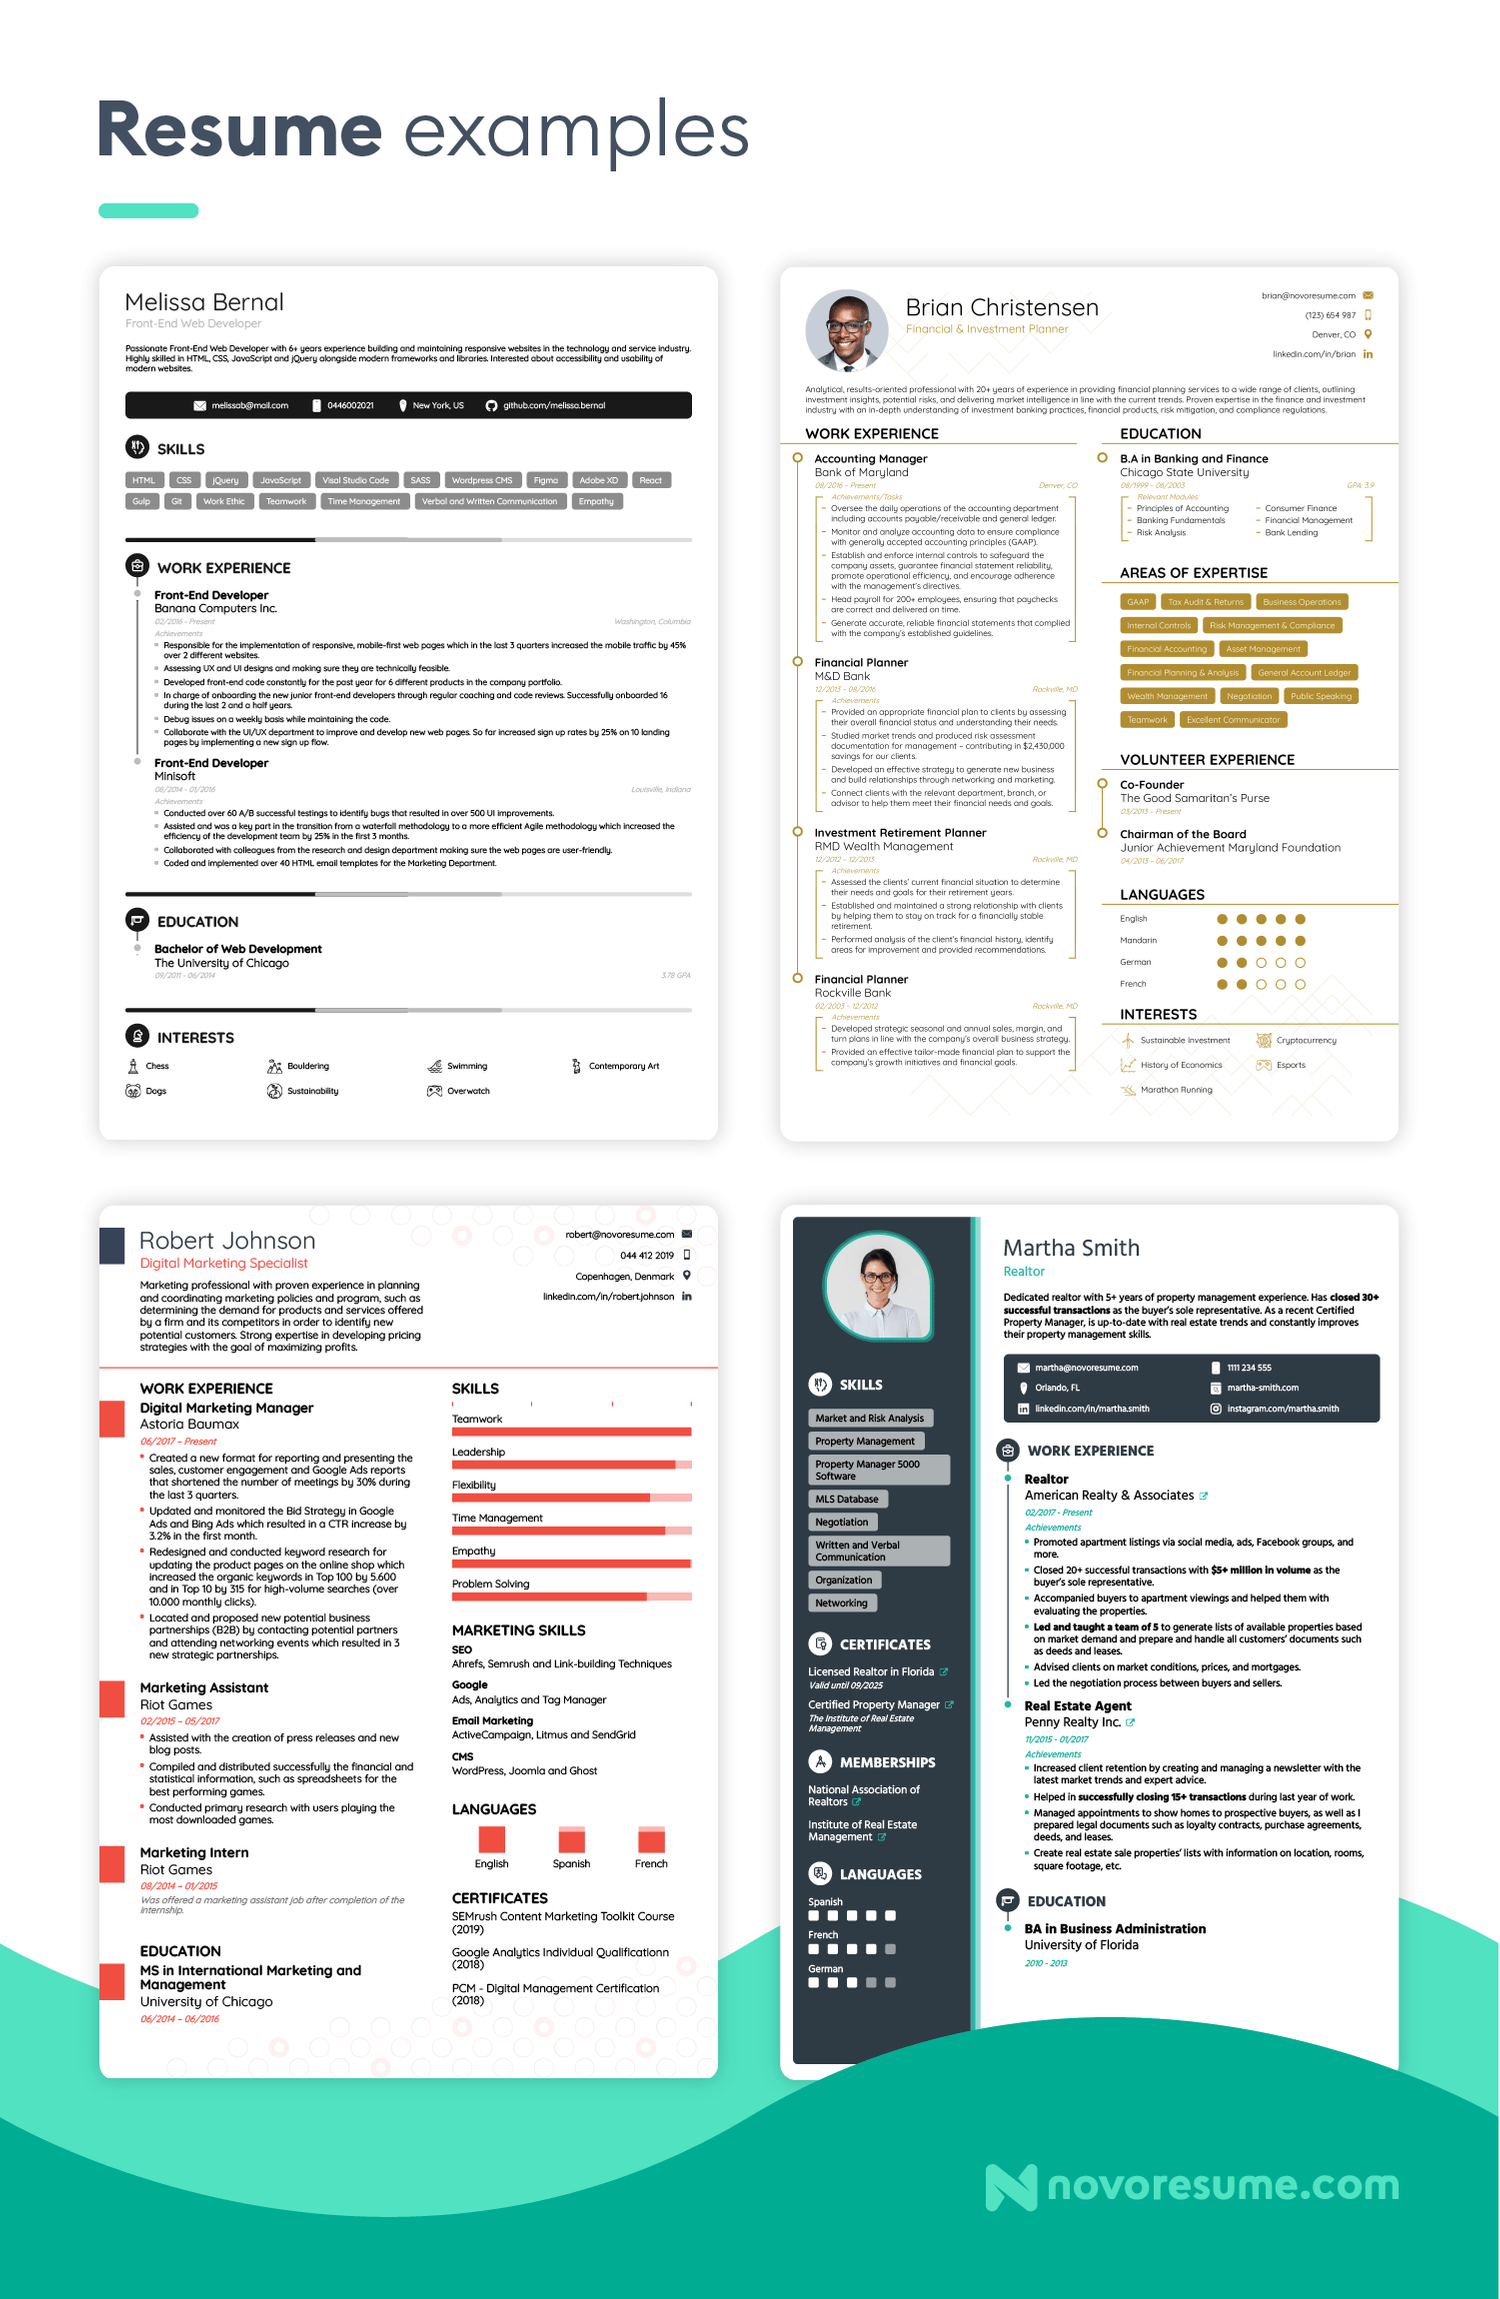 Resume examples
Melissa Bernal
Front-End Web Developer
Passionate Front-End Web Developer with 6+ years experience building and maintaining responsive websites in the technology and service industry.
Highly skilled in HTML, CSS, JavaScript and jQuery alongside modern frameworks and libraries. Interested about accessibility and usability of
modern websites.
melissab@mail.com 0446002021 New York, US github.com/melissa.bernal
SKILLS
HTML CSS jQuery JavaScript Visal Studio Code SASS Wordpress CMS Figma Adobe XD React
Gulp Git Work Ethic Teamwork Time Management Verbal and Written Communication Empathy
WORK EXPERIENCE
Front-End Developer
Banana Computers Inc.
02/2016 - Present Washington, Columbia
Achievements
Responsible for the implementation of responsive, mobile-first web pages which in the last 3 quarters increased the mobile traffic by 45%
over 2 different websites.
Assessing UX and UI designs and making sure they are technically feasible.
Developed front-end code constantly for the past year for 6 different products in the company portfolio.
In charge of onboarding the new junior front-end developers through regular coaching and code reviews. Successfully onboarded 16
during the last 2 and a half years.
Debug issues on a weekly basis while maintaining the code.
Collaborate with the UI/UX department to improve and develop new web pages. So far increased sign up rates by 25% on 10 landing
pages by implementing a new sign up flow.
Front-End Developer
Minisoft
08/2014 - 01/2016 Louisville, Indiana
Achievements
Conducted over 60 A/B successful testings to identify bugs that resulted in over 500 UI improvements.
Assisted and was a key part in the transition from a waterfall methodology to a more efficient Agile methodology which increased the
efficiency of the development team by 25% in the first 3 months.
Collaborated with colleagues from the research and design department making sure the web pages are user-friendly.
Coded and implemented over 40 HTML email templates for the Marketing Department.
EDUCATION
Bachelor of Web Development
The University of Chicago
09/2011 - 06/2014 3.78 GPA
INTERESTS
Chess Bouldering Swimming Contemporary Art
Dogs Sustainability Overwatch
Brian Christensen
Financial & Investment Planner
brian@novoresume.com
(123) 654 987
Denver, CO
linkedin.com/in/brian
Analytical, results-oriented professional with 20+ years of experience in providing financial planning services to a wide range of clients, outlining
investment insights, potential risks, and delivering market intelligence in line with the current trends. Proven expertise in the finance and investment
industry with an in-depth understanding of investment banking practices, financial products, risk mitigation, and compliance regulations.
WORK EXPERIENCE
Accounting Manager
Bank of Maryland
08/2016 – Present Denver, CO
Achievements/Tasks
– Oversee the daily operations of the accounting department
including accounts payable/receivable and general ledger.
– Monitor and analyze accounting data to ensure compliance
with generally accepted accounting principles (GAAP).
– Establish and enforce internal controls to safeguard the
company assets, guarantee financial statement reliability,
promote operational efficiency, and encourage adherence
with the management's directives.
– Head payroll for 200+ employees, ensuring that paychecks
are correct and delivered on time.
– Generate accurate, reliable financial statements that complied
with the company's established guidelines.
Financial Planner
M&D Bank
12/2013 – 08/2016 Rockville, MD
Achievements
– Provided an appropriate financial plan to clients by assessing
their overall financial status and understanding their needs.
– Studied market trends and produced risk assessment
documentation for management – contributing in $2,430,000
savings for our clients.
– Developed an effective strategy to generate new business
and build relationships through networking and marketing.
– Connect clients with the relevant department, branch, or
advisor to help them meet their financial needs and goals.
Investment Retirement Planner
RMD Wealth Management
12/2012 – 12/2013 Rockville, MD
Achievements
– Assessed the clients' current financial situation to determine
their needs and goals for their retirement years.
– Established and maintained a strong relationship with clients
by helping them to stay on track for a financially stable
retirement.
– Performed analysis of the client's financial history, identify
areas for improvement and provided recommendations.
Financial Planner
Rockville Bank
02/2003 – 12/2012 Rockville, MD
Achievements
– Developed strategic seasonal and annual sales, margin, and
turn plans in line with the company's overall business strategy.
– Provided an effective tailor-made financial plan to support the
company's growth initiatives and financial goals.
EDUCATION
B.A in Banking and Finance
Chicago State University
08/1999 – 06/2003 GPA: 3.9
Relevant Modules:
– Principles of Accounting – Consumer Finance
– Banking Fundamentals – Financial Management
– Risk Analysis – Bank Lending
AREAS OF EXPERTISE
GAAP Tax Audit & Returns Business Operations
Internal Controls Risk Management & Compliance
Financial Accounting Asset Management
Financial Planning & Analysis General Account Ledger
Wealth Management Negotiation Public Speaking
Teamwork Excellent Communicator
VOLUNTEER EXPERIENCE
Co-Founder
The Good Samaritan's Purse
03/2013 – Present
Chairman of the Board
Junior Achievement Maryland Foundation
04/2013 – 06/2017
LANGUAGES
English
Mandarin
German
French
INTERESTS
Sustainable Investment Cryptocurrency
History of Economics Esports
Marathon Running
Robert Johnson
Digital Marketing Specialist
Marketing professional with proven experience in planning
and coordinating marketing policies and program, such as
determining the demand for products and services offered
by a firm and its competitors in order to identify new
potential customers. Strong expertise in developing pricing
strategies with the goal of maximizing profits.
robert@novoresume.com
044 412 2019
Copenhagen, Denmark
linkedin.com/in/robert.johnson
WORK EXPERIENCE
Digital Marketing Manager
Astoria Baumax
06/2017 – Present
Created a new format for reporting and presenting the
sales, customer engagement and Google Ads reports
that shortened the number of meetings by 30% during
the last 3 quarters.
Updated and monitored the Bid Strategy in Google
Ads and Bing Ads which resulted in a CTR increase by
3.2% in the first month.
Redesigned and conducted keyword research for
updating the product pages on the online shop which
increased the organic keywords in Top 100 by 5.600
and in Top 10 by 315 for high-volume searches (over
10.000 monthly clicks).
Located and proposed new potential business
partnerships (B2B) by contacting potential partners
and attending networking events which resulted in 3
new strategic partnerships.
Marketing Assistant
Riot Games
02/2015 – 05/2017
Assisted with the creation of press releases and new
blog posts.
Compiled and distributed successfully the financial and
statistical information, such as spreadsheets for the
best performing games.
Conducted primary research with users playing the
most downloaded games.
Marketing Intern
Riot Games
08/2014 – 01/2015
Was offered a marketing assistant job after completion of the
internship.
EDUCATION
MS in International Marketing and
Management
University of Chicago
06/2014 – 06/2016
SKILLS
Teamwork
Leadership
Flexibility
Time Management
Empathy
Problem Solving
MARKETING SKILLS
SEO
Ahrefs, Semrush and Link-building Techniques
Google
Ads, Analytics and Tag Manager
Email Marketing
ActiveCampaign, Litmus and SendGrid
CMS
WordPress, Joomla and Ghost
LANGUAGES
English Spanish French
CERTIFICATES
SEMrush Content Marketing Toolkit Course
(2019)
Google Analytics Individual Qualificationn
(2018)
PCM - Digital Management Certification
(2018)
SKILLS
Market and Risk Analysis
Property Management
Property Manager 5000
Software
MLS Database
Negotiation
Written and Verbal
Communication
Organization
Networking
CERTIFICATES
Licensed Realtor in Florida
Valid until 09/2025
Certified Property Manager
The Institute of Real Estate
Management
MEMBERSHIPS
National Association of
Realtors
Institute of Real Estate
Management
LANGUAGES
Spanish
French
German
Martha Smith
Realtor
Dedicated realtor with 5+ years of property management experience. Has closed 30+
successful transactions as the buyer's sole representative. As a recent Certified
Property Manager, is up-to-date with real estate trends and constantly improves
their property management skills.
martha@novoresume.com 1111 234 555
Orlando, FL martha-smith.com
linkedin.com/in/martha.smith instagram.com/martha.smith
WORK EXPERIENCE
Realtor
American Realty & Associates
02/2017 - Present
Achievements
Promoted apartment listings via social media, ads, Facebook groups, and
more.
Closed 20+ successful transactions with $5+ million in volume as the
buyer's sole representative.
Accompanied buyers to apartment viewings and helped them with
evaluating the properties.
Led and taught a team of 5 to generate lists of available properties based
on market demand and prepare and handle all customers' documents such
as deeds and leases.
Advised clients on market conditions, prices, and mortgages.
Led the negotiation process between buyers and sellers.
Real Estate Agent
Penny Realty Inc.
11/2015 - 01/2017
Achievements
Increased client retention by creating and managing a newsletter with the
latest market trends and expert advice.
Helped in successfully closing 15+ transactions during last year of work.
Managed appointments to show homes to prospective buyers, as well as I
prepared legal documents such as loyalty contracts, purchase agreements,
deeds, and leases.
Create real estate sale properties' lists with information on location, rooms,
square footage, etc.
EDUCATION
BA in Business Administration
University of Florida
2010 - 2013
novoresume.com